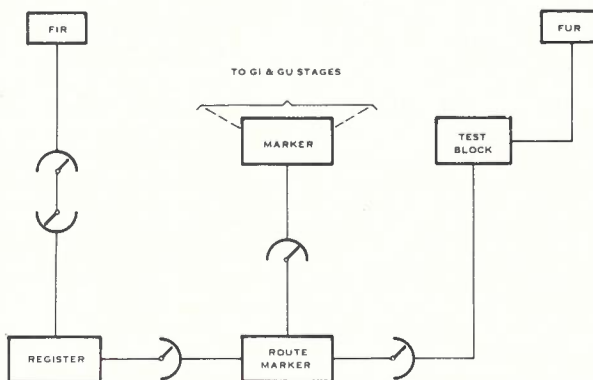 FIR
FUR
TO GI & GU STAGES
MARKER
TEST
BLOCK
REGISTER
ROUTE
MARKER